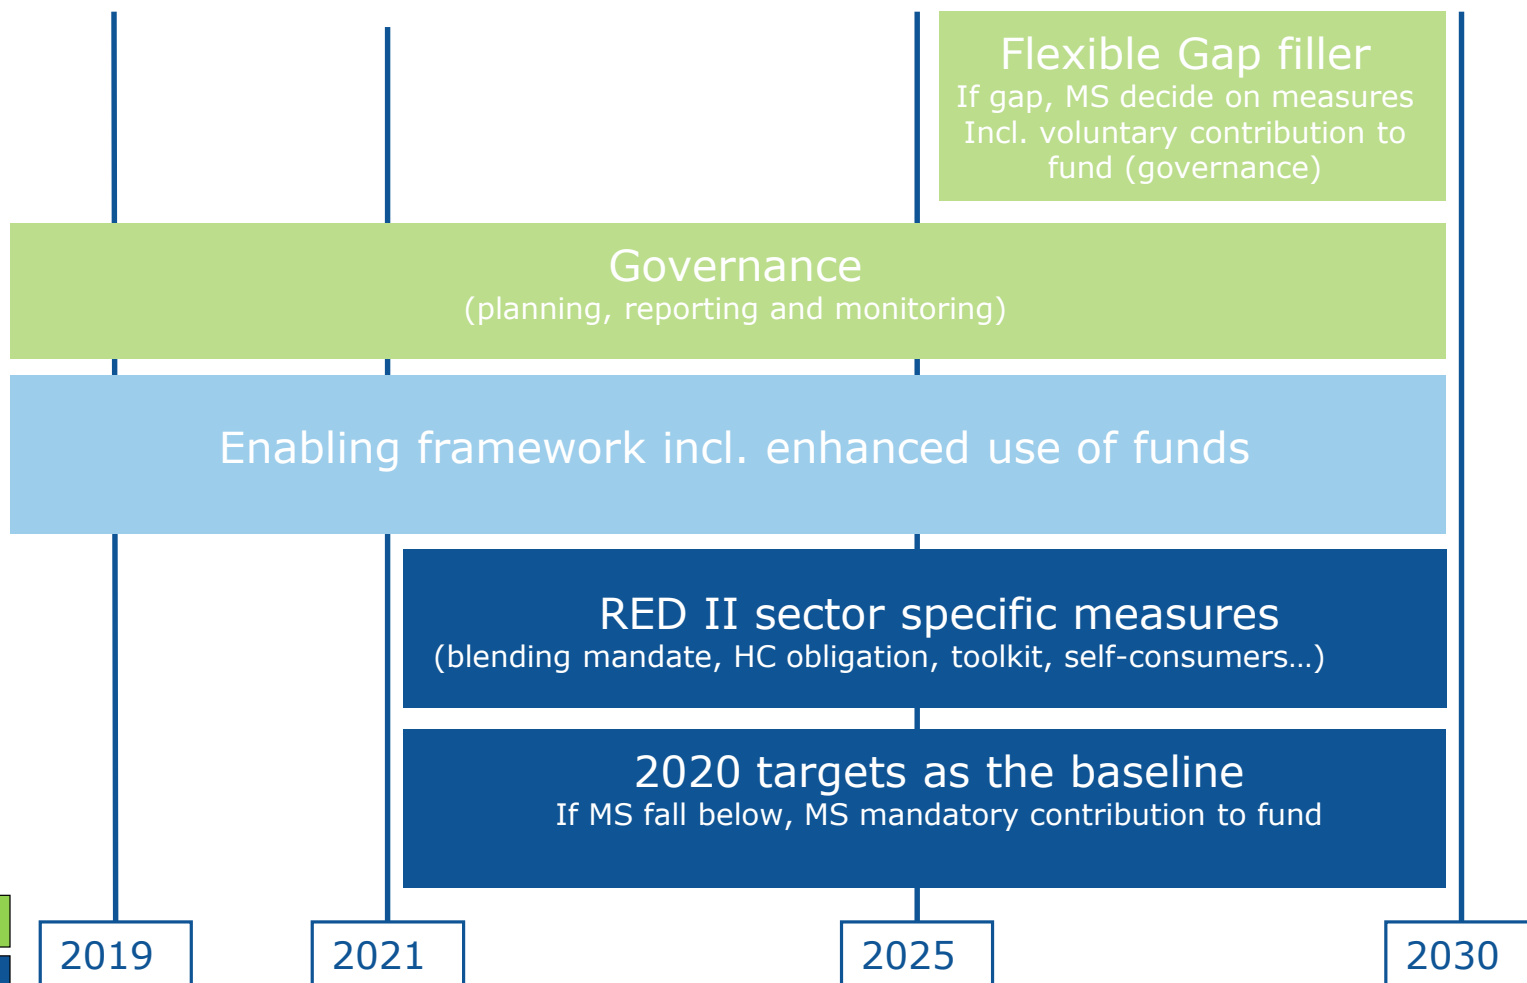 Flexible Gap filler
If gap, MS decide on measures
Incl. voluntary contribution to
fund (governance)
Governance
(planning, reporting and monitoring)
Enabling framework incl. enhanced use of funds
RED II sector specific measures
(blending mandate, HC obligation, toolkit, self-consumers…)
2020 targets as the baseline
If MS fall below, MS mandatory contribution to fund
2019
2021
2025
2030